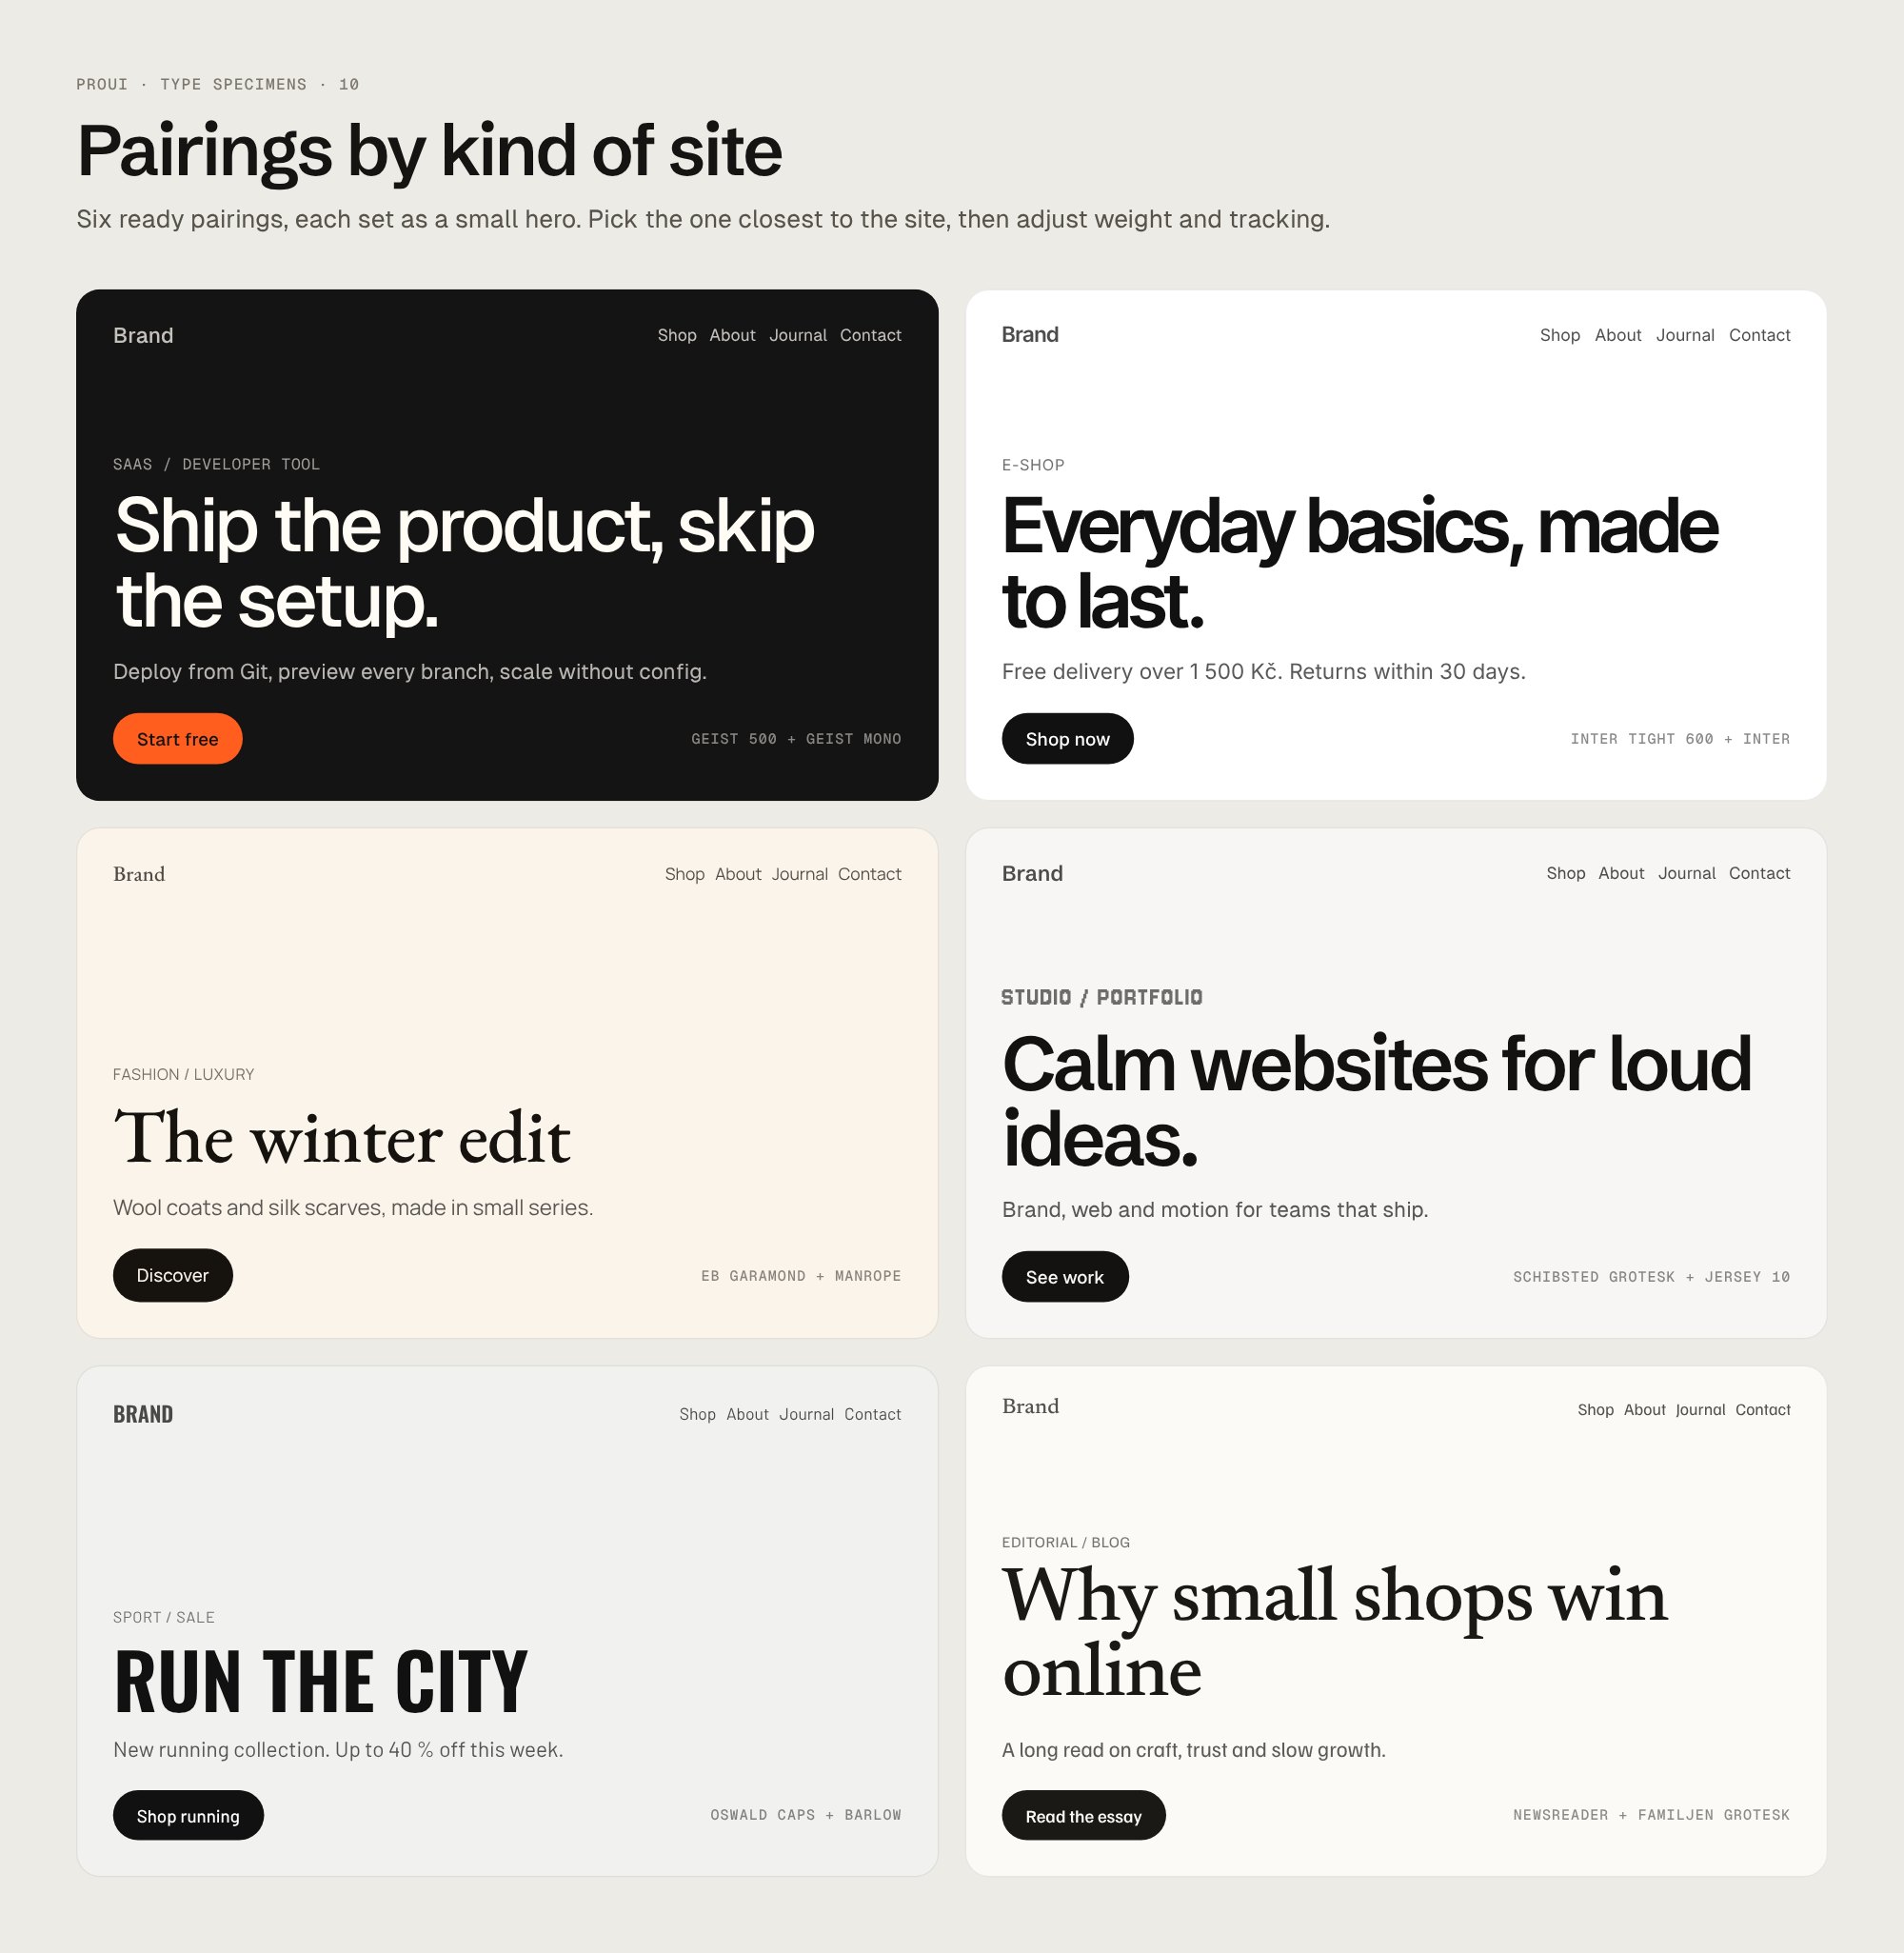 PROUI · TYPE SPECIMENS · 10
Pairings by kind of site
Six ready pairings, each set as a small hero. Pick the one closest to the site, then adjust weight and tracking.
Brand
Shop About Journal Contact
SAAS / DEVELOPER TOOL
Ship the product, skip
the setup.
Deploy from Git, preview every branch, scale without config.
Start free
GEIST 500 + GEIST MONO
Brand
Shop About Journal Contact
E-SHOP
Everyday basics, made
to last.
Free delivery over 1 500 Kč. Returns within 30 days.
Shop now
INTER TIGHT 600 + INTER
Brand
Shop About Journal Contact
FASHION / LUXURY
The winter edit
Wool coats and silk scarves, made in small series.
Discover
EB GARAMOND + MANROPE
Brand
Shop About Journal Contact
STUDIO / PORTFOLIO
Calm websites for loud
ideas.
Brand, web and motion for teams that ship.
See work
SCHIBSTED GROTESK + JERSEY 10
BRAND
Shop About Journal Contact
SPORT / SALE
RUN THE CITY
New running collection. Up to 40 % off this week.
Shop running
OSWALD CAPS + BARLOW
Brand
Shop About Journal Contact
EDITORIAL / BLOG
Why small shops win
online
A long read on craft, trust and slow growth.
Read the essay
NEWSREADER + FAMILJEN GROTESK